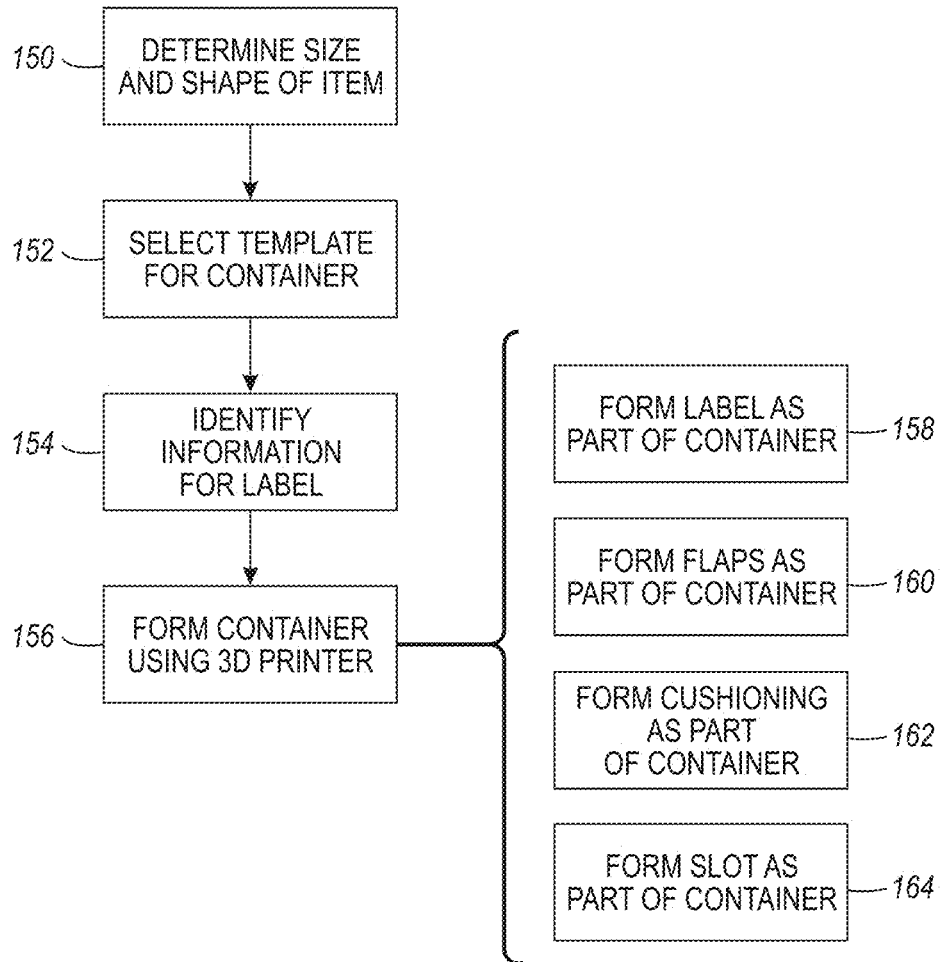 150
DETERMINE SIZE
AND SHAPE OF ITEM
152
SELECT TEMPLATE
FOR CONTAINER
154
IDENTIFY
INFORMATION
FOR LABEL
156
FORM CONTAINER
USING 3D PRINTER
FORM LABEL AS
PART OF CONTAINER
158
FORM FLAPS AS
PART OF CONTAINER
160
FORM CUSHIONING
AS PART
OF CONTAINER
162
FORM SLOT AS
PART OF CONTAINER
164